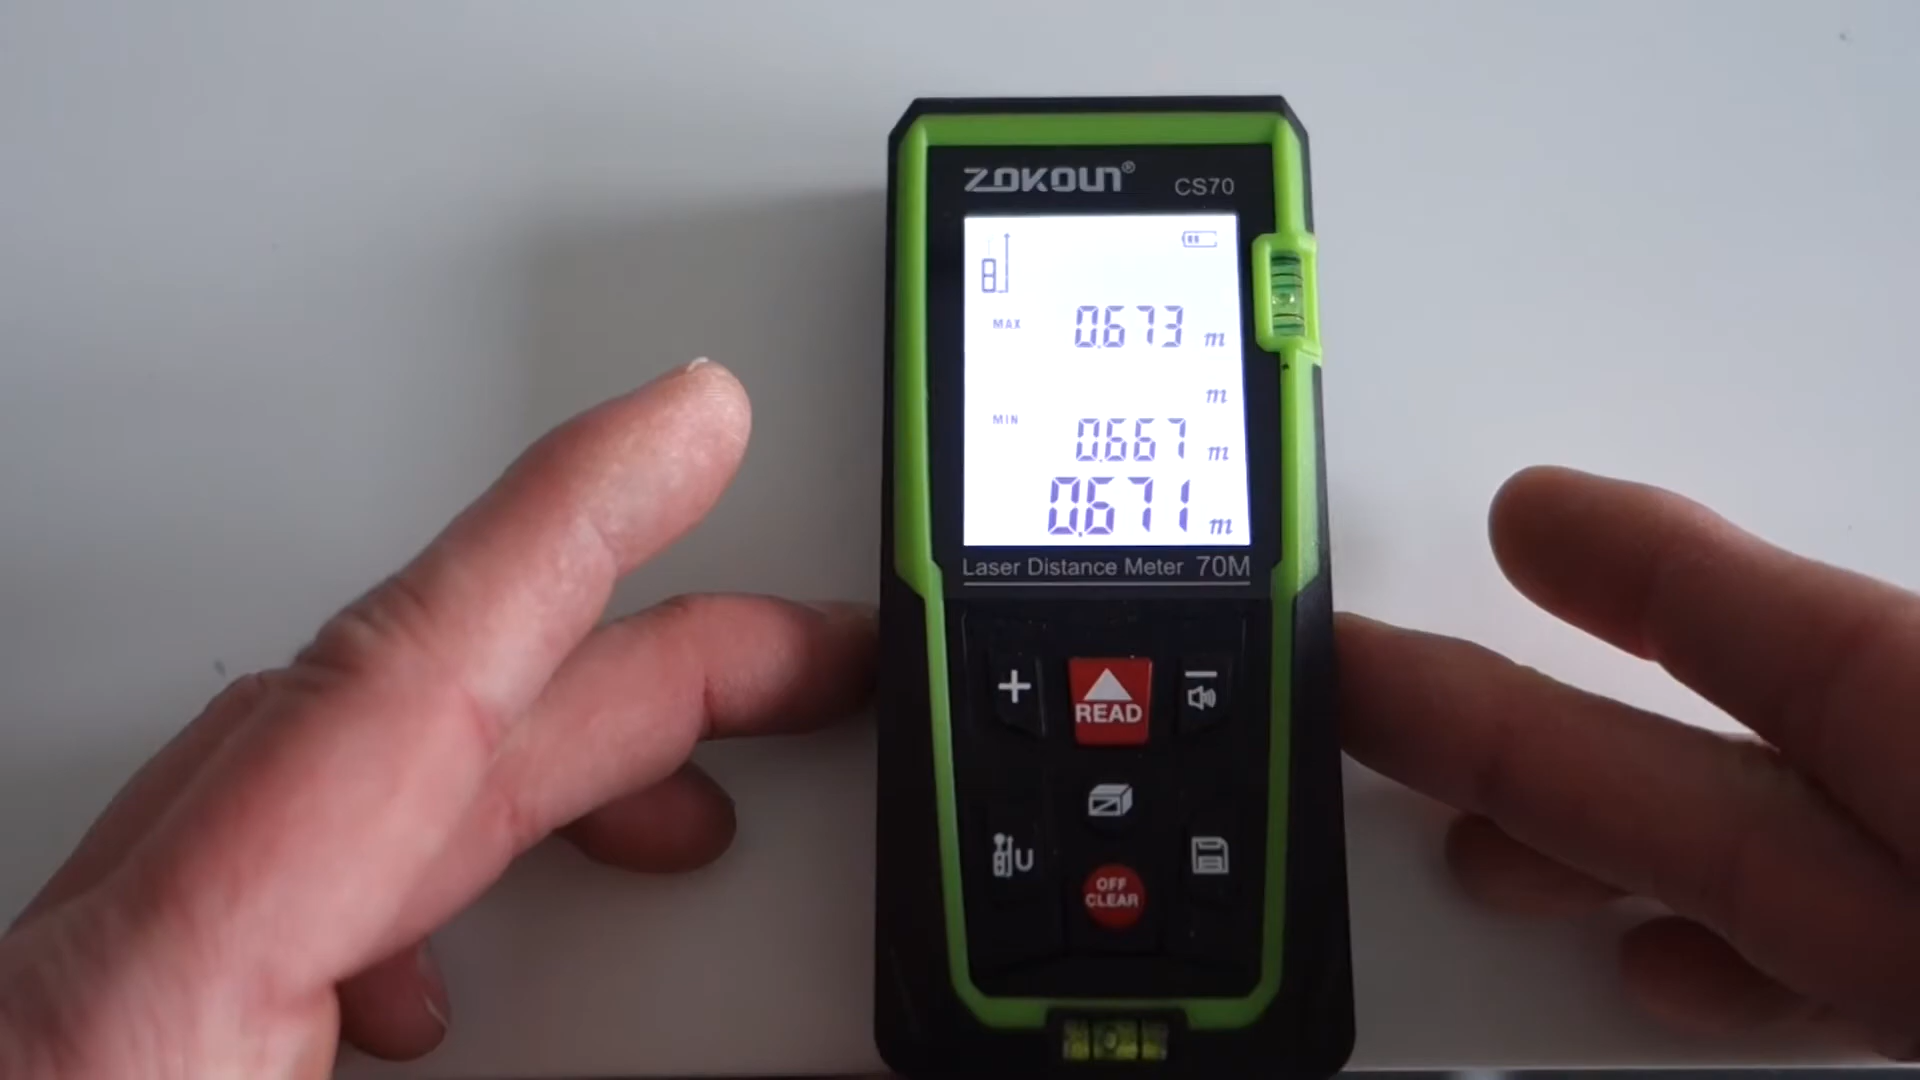 ZOKOUN®
CS70
MAX 0.673 m
m
MIN 0.667 m
0.671 m
Laser Distance Meter 70M
+
READ
U
OFF
CLEAR